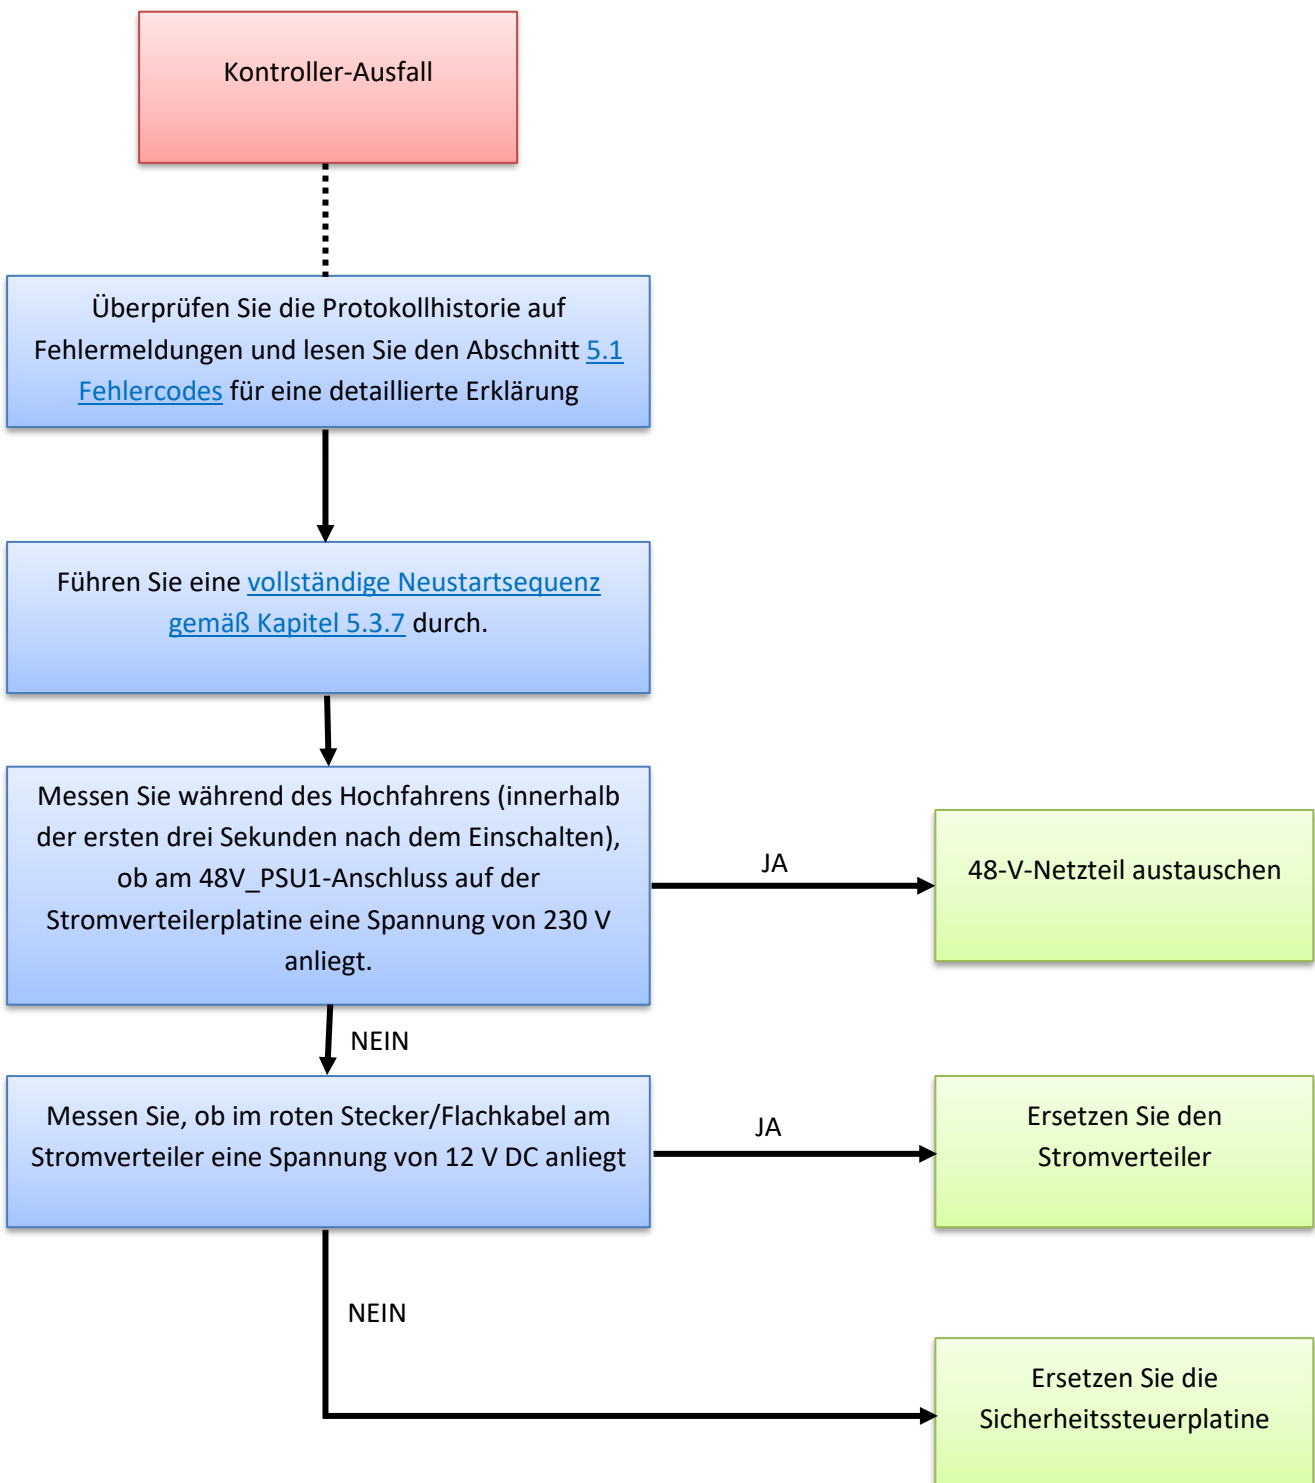 Kontroller-Ausfall
Überprüfen Sie die Protokollhistorie auf
Fehlermeldungen und lesen Sie den Abschnitt 5.1
Fehlercodes für eine detaillierte Erklärung
Führen Sie eine vollständige Neustartsequenz
gemäß Kapitel 5.3.7 durch.
Messen Sie während des Hochfahrens (innerhalb
der ersten drei Sekunden nach dem Einschalten),
ob am 48V_PSU1-Anschluss auf der
Stromverteilerplatine eine Spannung von 230 V
anliegt.
JA
48-V-Netzteil austauschen
NEIN
Messen Sie, ob im roten Stecker/Flachkabel am
Stromverteiler eine Spannung von 12 V DC anliegt
JA
Ersetzen Sie den
Stromverteiler
NEIN
Ersetzen Sie die
Sicherheitssteuerplatine